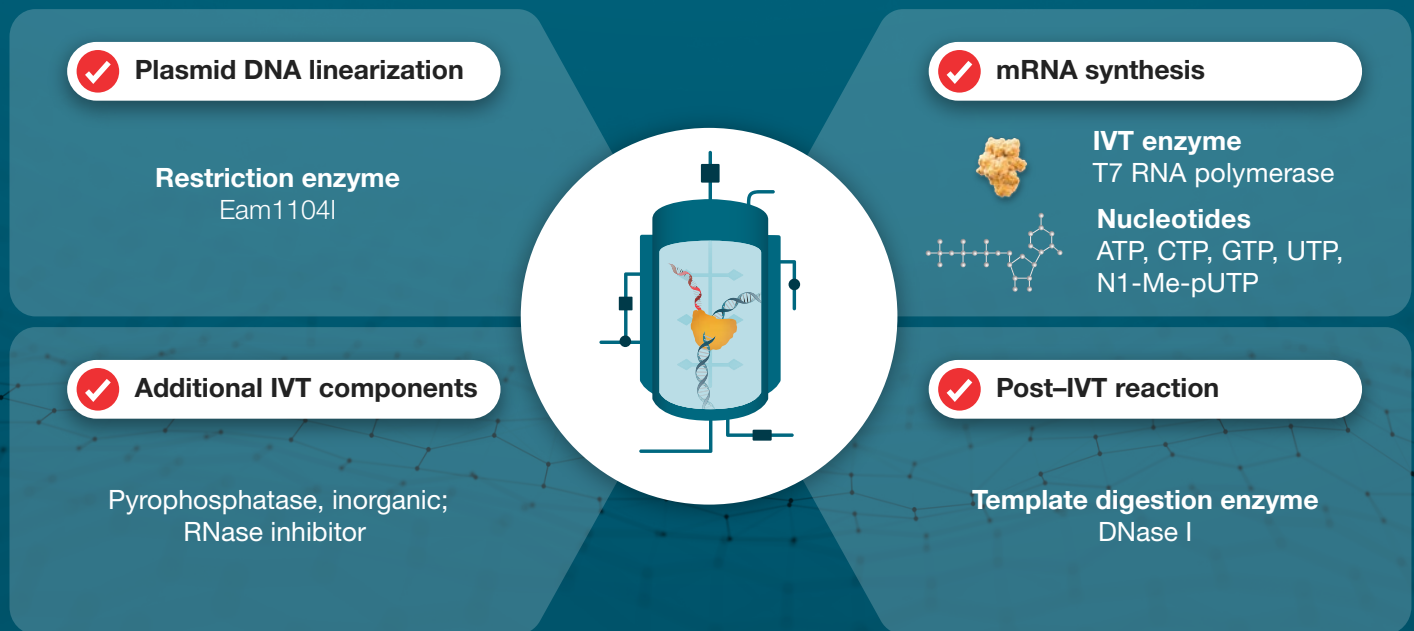 Plasmid DNA linearization
Restriction enzyme
Eam1104I
mRNA synthesis
IVT enzyme
T7 RNA polymerase
Nucleotides
ATP, CTP, GTP, UTP,
N1-Me-pUTP
Additional IVT components
Pyrophosphatase, inorganic;
RNase inhibitor
Post–IVT reaction
Template digestion enzyme
DNase I